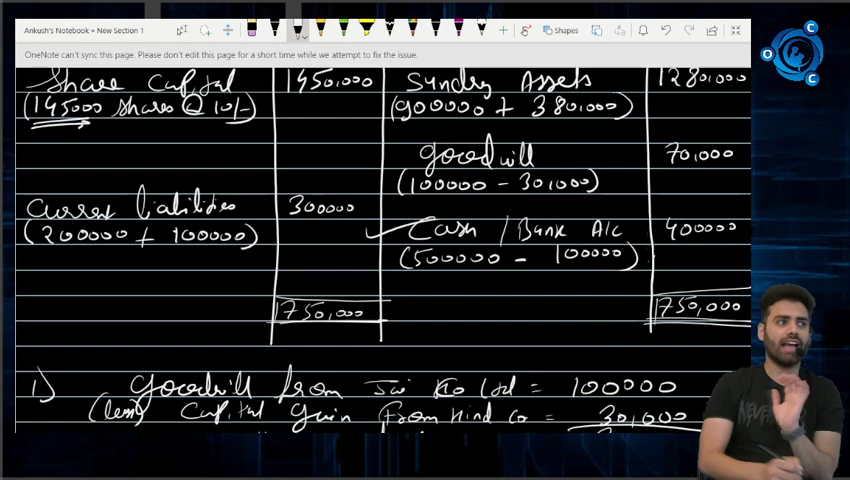 Ankush's Notebook » New Section 1
Shapes
OneNote can't sync this page. Please don't edit this page for a short time while we attempt to fix the issue.
Share Capital 1450,000 Sundry Assets 1280,000
(145000 shares @ 10/-) (900000 + 380,000)
Goodwill 70,000
(100000 - 30,000)
Current liabilities 300000
(200000 + 100000) Cash / Bank A/c 400000
(500000 - 100000)
1750,000 1750,000
1) Goodwill from Jai Co Ltd = 100000
(less) Capital Gain from Hind Co = 30,000
O C C
NEVER